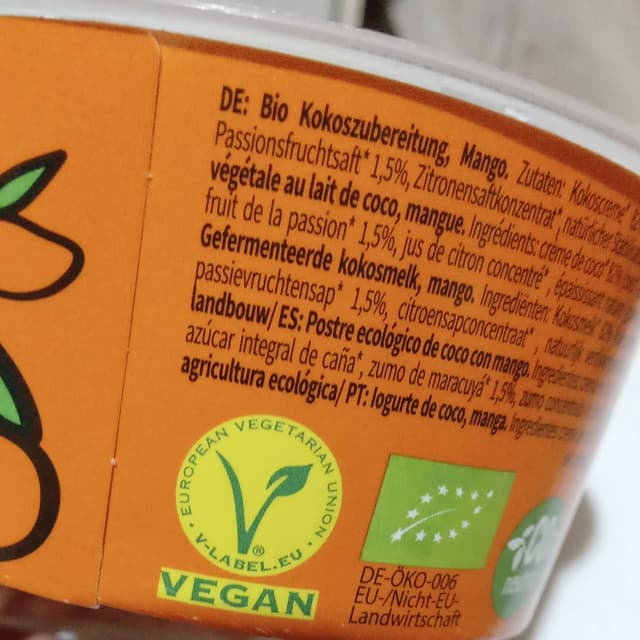 DE: Bio Kokoszubereitung, Mango. Zutaten: Kokoscreme*
Passionsfruchtsaft* 1,5%, Zitronensaftkonzentrat*, natürlicher
végétale au lait de coco, mangue. Ingrédients: crème de coco*
fruit de la passion* 1,5%, jus de citron concentré*, épaississant
Gefermenteerde kokosmelk, mango. Ingrediënten: Kokosmelk*
passievruchtensap* 1,5%, citroensapconcentraat*, natuurlijk
landbouw/ ES: Postre ecológico de coco con mango. Ingredientes:
azúcar integral de caña*, zumo de maracuyá* 1,5%, zumo
agricultura ecológica/ PT: Iogurte de coco, manga. Ingredientes:
EUROPEAN VEGETARIAN UNION
V-LABEL.EU
®
VEGAN
DE-ÖKO-006
EU-/Nicht-EU-
Landwirtschaft